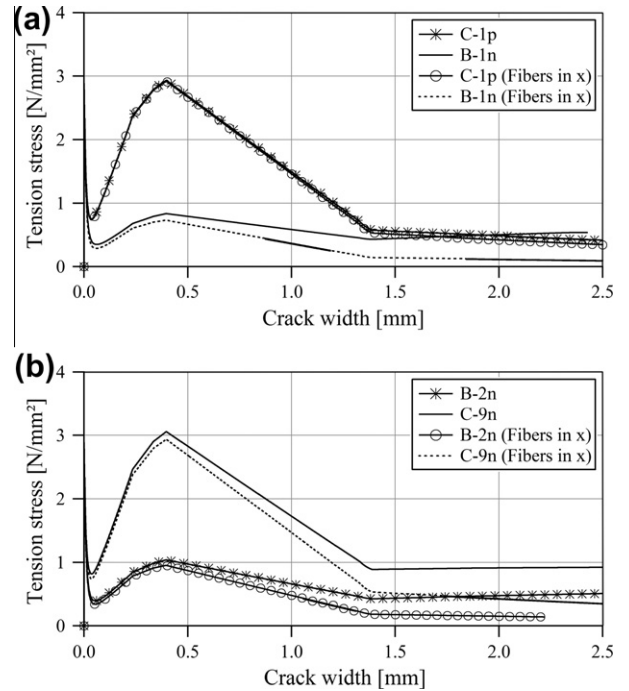 (a)
Tension stress [N/mm²]
4
3
2
1
0
C-1p
B-1n
C-1p (Fibers in x)
B-1n (Fibers in x)
0.0 0.5 1.0 1.5 2.0 2.5
Crack width [mm]
(b)
Tension stress [N/mm²]
4
3
2
1
0
B-2n
C-9n
B-2n (Fibers in x)
C-9n (Fibers in x)
0.0 0.5 1.0 1.5 2.0 2.5
Crack width [mm]